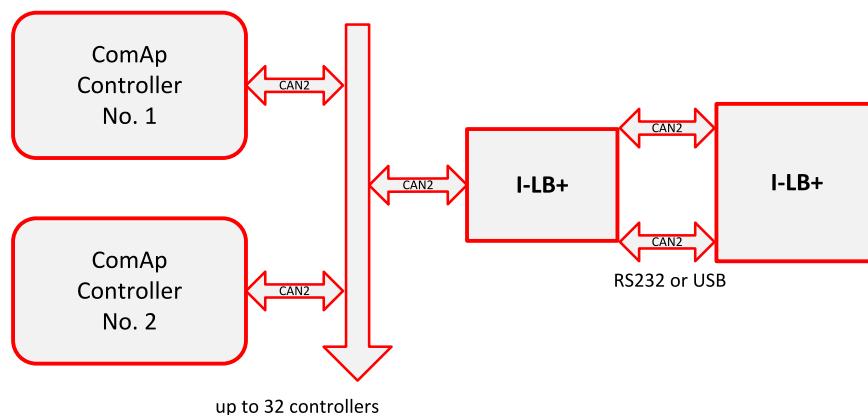 ComAp
Controller
No. 1
CAN2
CAN2
I-LB+
CAN2
CAN2
I-LB+
RS232 or USB
ComAp
Controller
No. 2
CAN2
up to 32 controllers